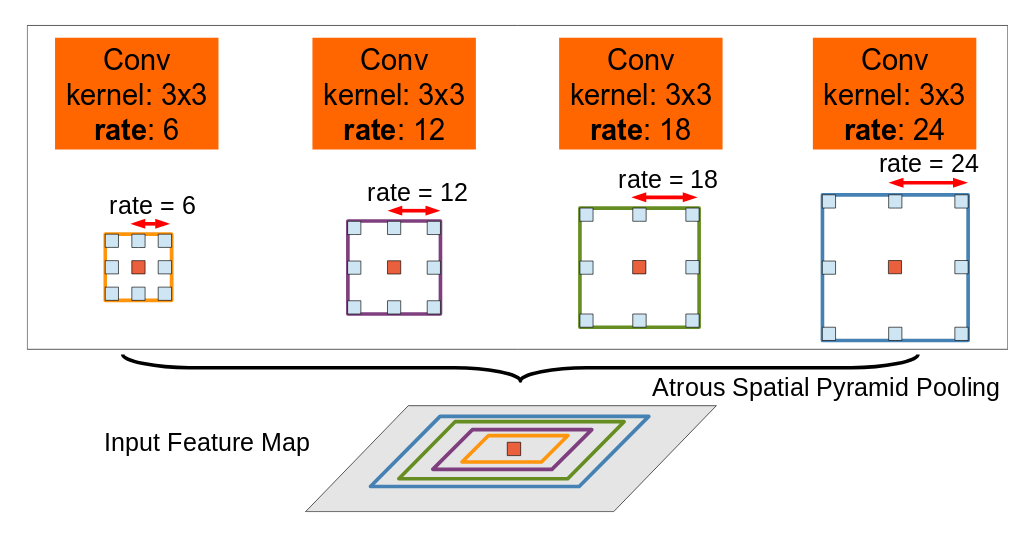 Conv
kernel: 3x3
rate: 6
Conv
kernel: 3x3
rate: 12
Conv
kernel: 3x3
rate: 18
Conv
kernel: 3x3
rate: 24
rate = 6
rate = 12
rate = 18
rate = 24
Atrous Spatial Pyramid Pooling
Input Feature Map